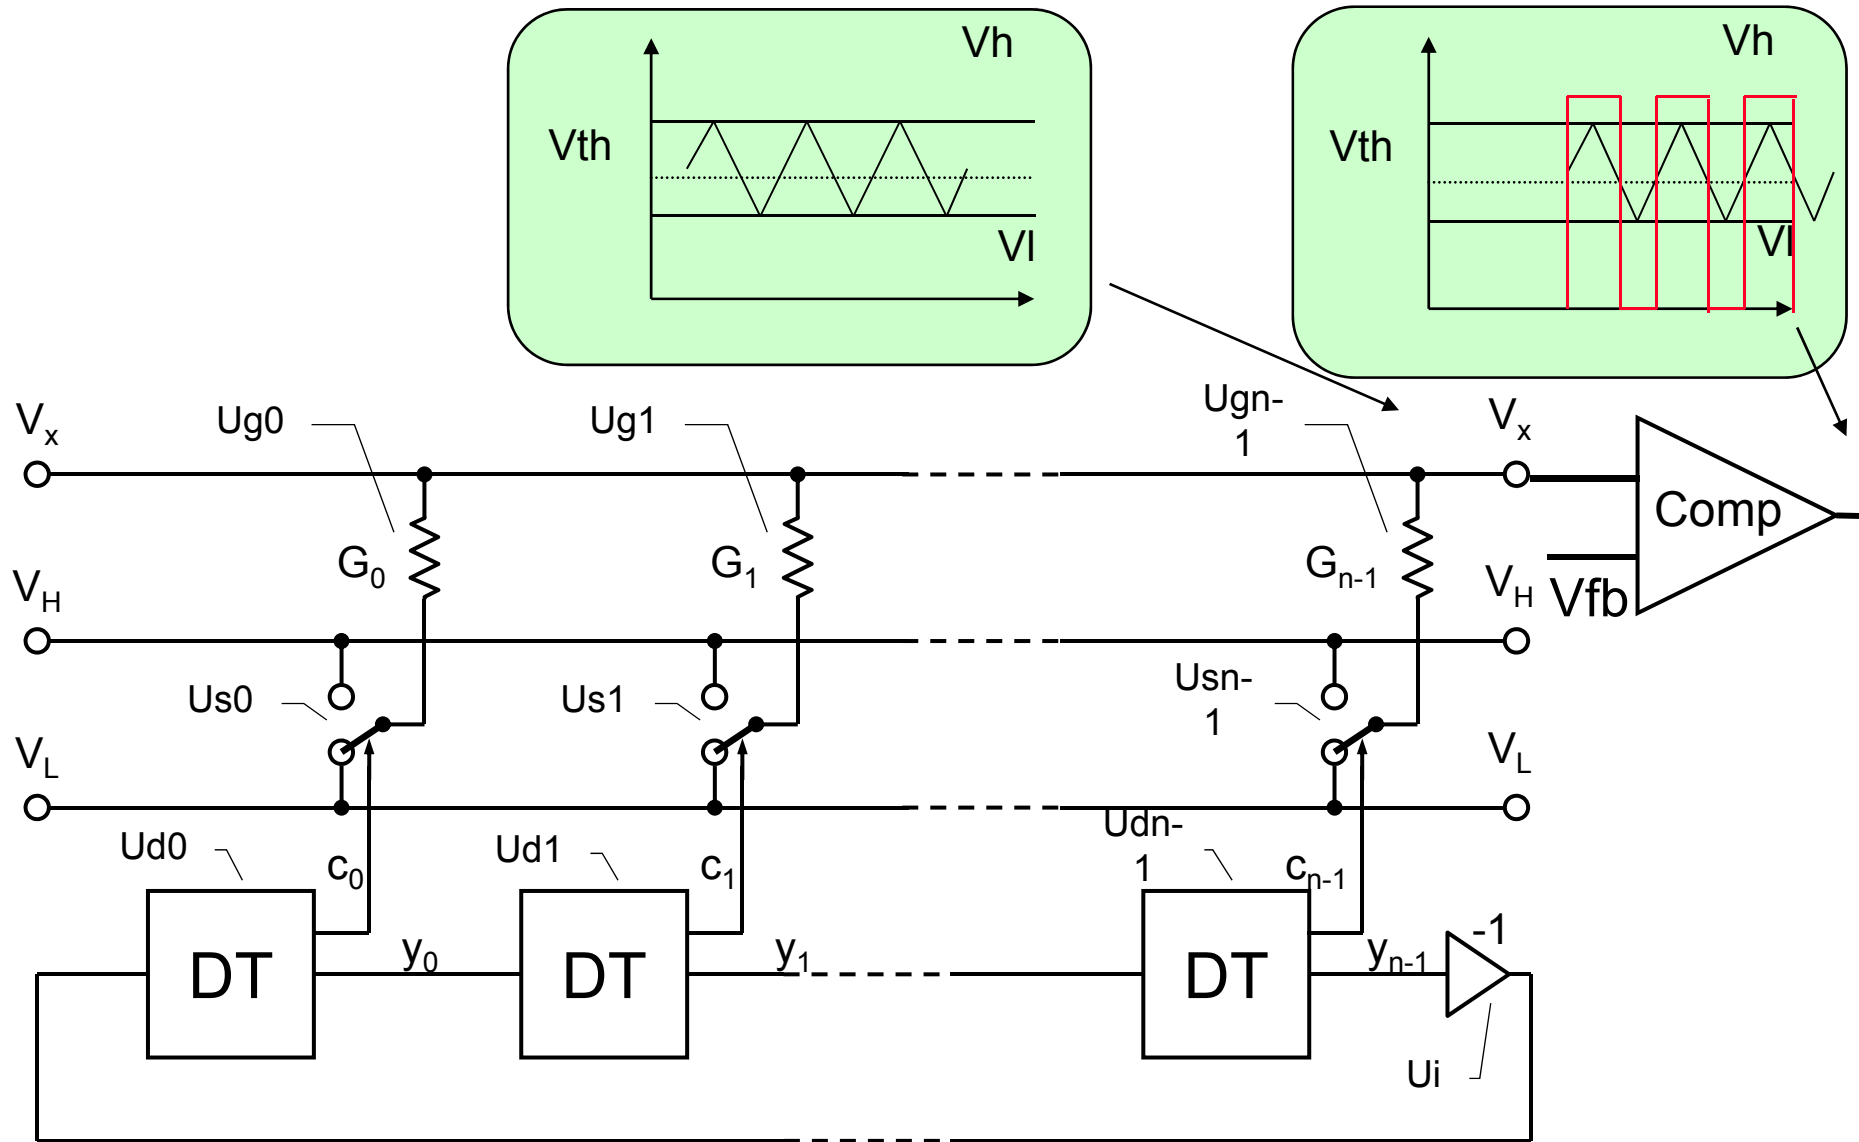 Vh
Vth
Vl
Vh
Vth
Vl
Vx
Ug0
Ug1
Ugn-
1
Vx
G0
G1
Gn-1
Comp
VH
VH
Vfb
Us0
Us1
Usn-
1
VL
VL
Ud0
Ud1
Udn-
1
c0
c1
cn-1
DT
y0
DT
y1
DT
yn-1
-1
Ui